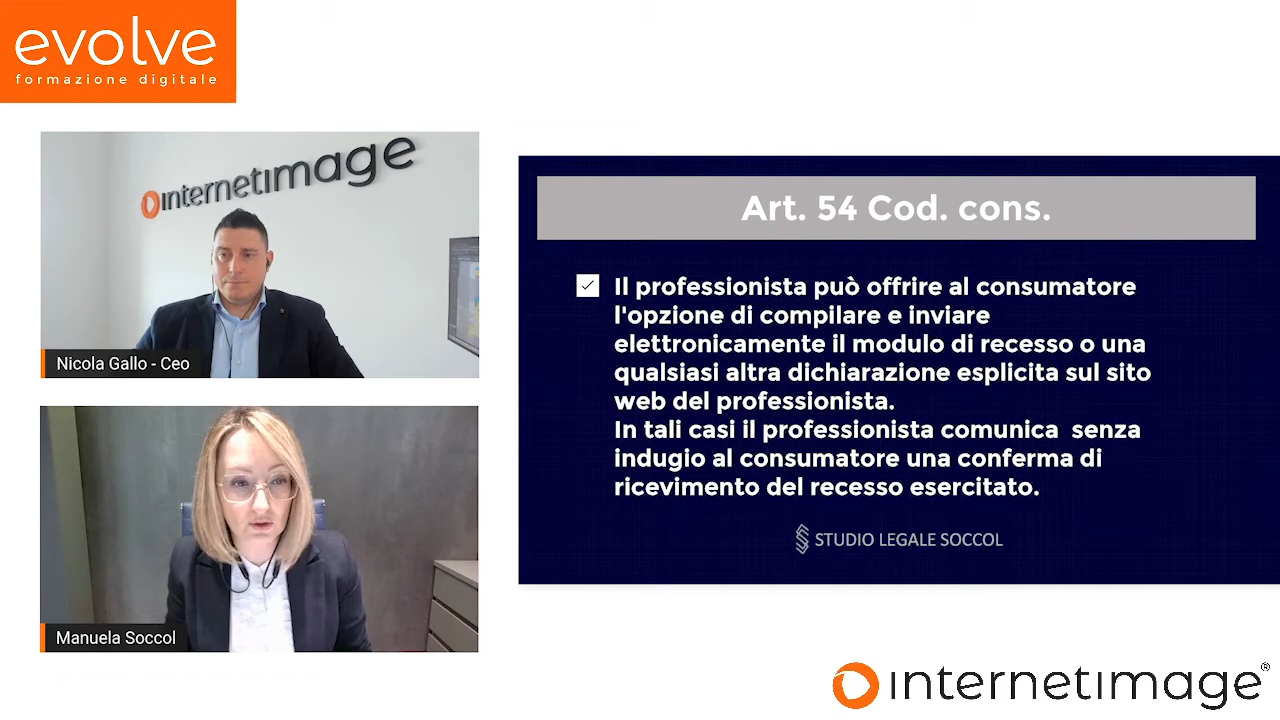 evolve
formazione digitale
internetimage
Nicola Gallo - Ceo
Manuela Soccol
Art. 54 Cod. cons.
Il professionista può offrire al consumatore
l'opzione di compilare e inviare
elettronicamente il modulo di recesso o una
qualsiasi altra dichiarazione esplicita sul sito
web del professionista.
In tali casi il professionista comunica  senza
indugio al consumatore una conferma di
ricevimento del recesso esercitato.
STUDIO LEGALE SOCCOL
internetimage®